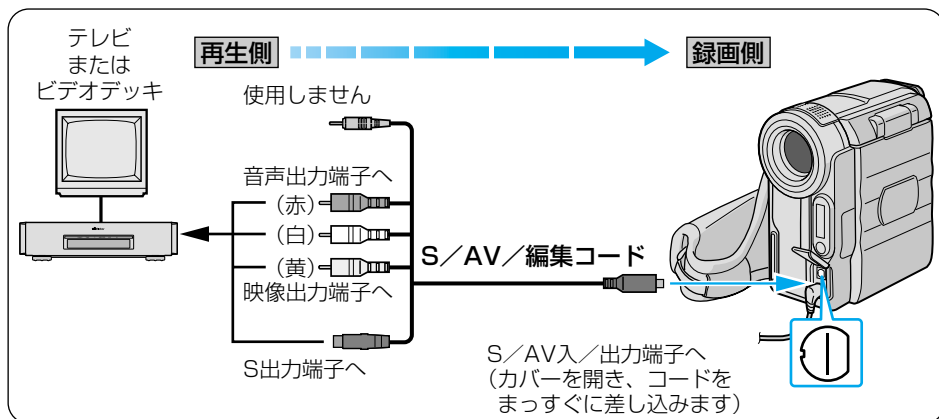 テレビ
または
ビデオデッキ
再生側
録画側
使用しません
音声出力端子へ
(赤)
(白)
(黄)
映像出力端子へ
S出力端子へ
S/AV/編集コード
S/AV入/出力端子へ
(カバーを開き、コードを
まっすぐに差し込みます)